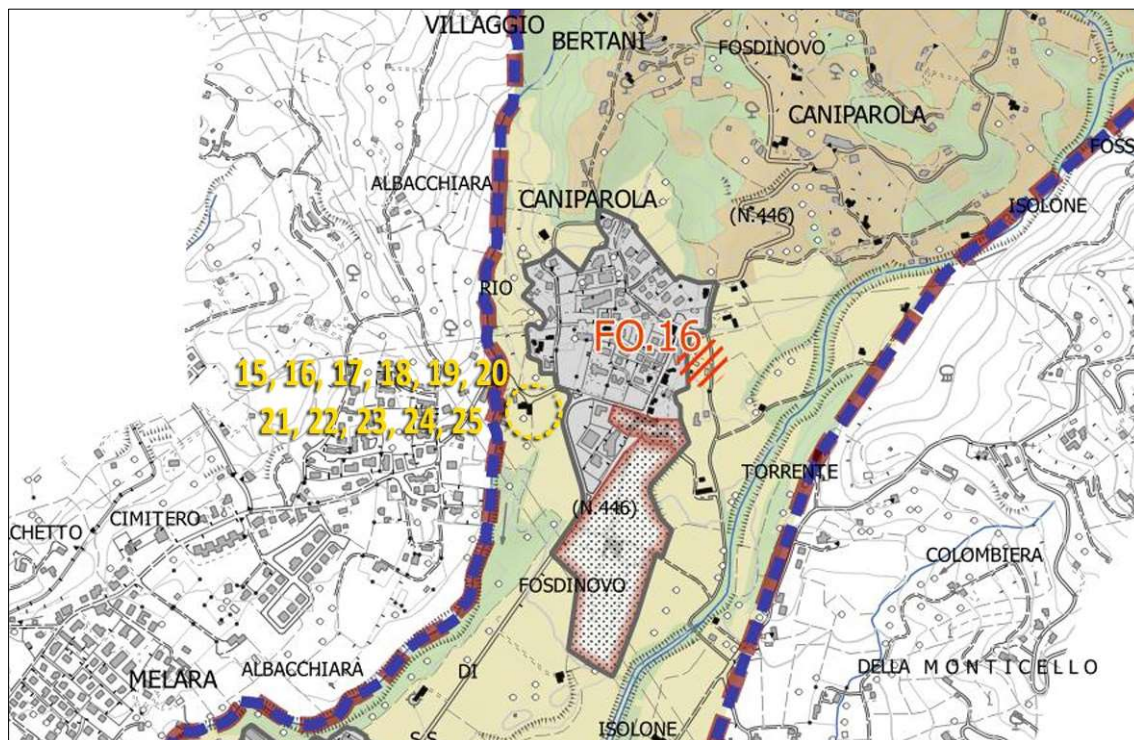 VILLAGGIO
BERTANI
FOSDINOVO
CANIPAROLA
FOSS
ALBACCHIARA
CANIPAROLA
(N.446)
ISOLONE
RIO
FO.16
15, 16, 17, 18, 19, 20
21, 22, 23, 24, 25
TORRENTE
(N.446)
CHETTO
CIMITERO
COLOMBIERA
FOSDINOVO
MELARA
ALBACCHIARÀ
DI
DELLA MONTICELLO
ISOLONE
S.S.